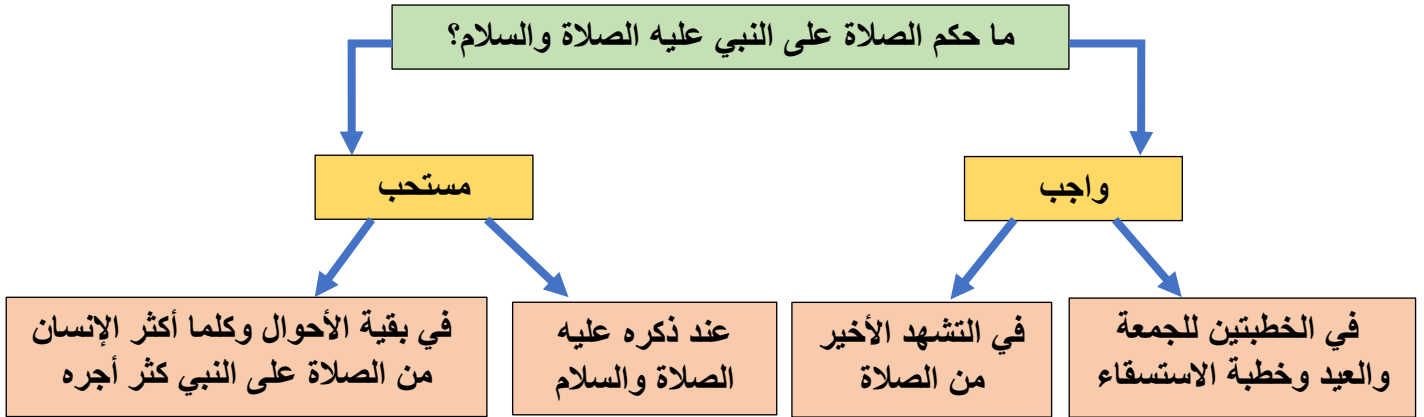 ما حكم الصلاة على النبي عليه الصلاة والسلام؟
واجب
مستحب
في الخطبتين للجمعة
والعيد وخطبة الاستسقاء
في التشهد الأخير
من الصلاة
عند ذكره عليه
الصلاة والسلام
في بقية الأحوال وكلما أكثر الإنسان
من الصلاة على النبي كثر أجره